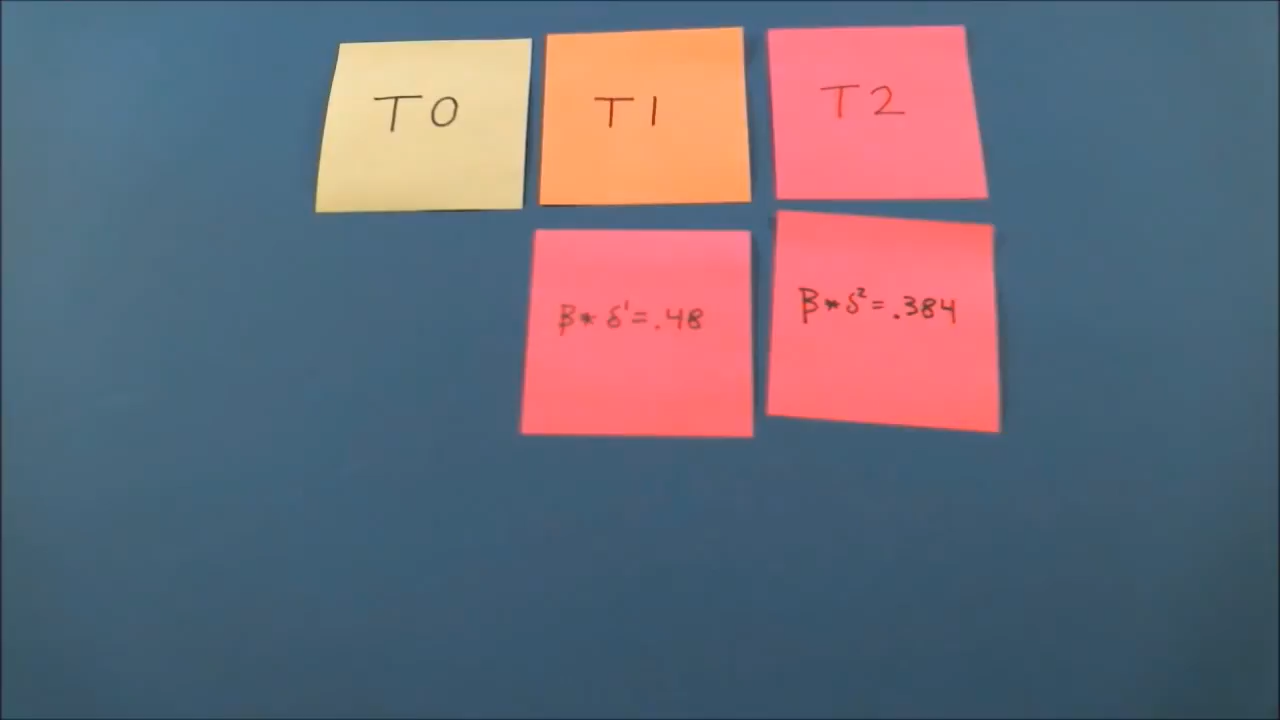 T0
T1
T2
β * δ¹ = .48
β * δ² = .384